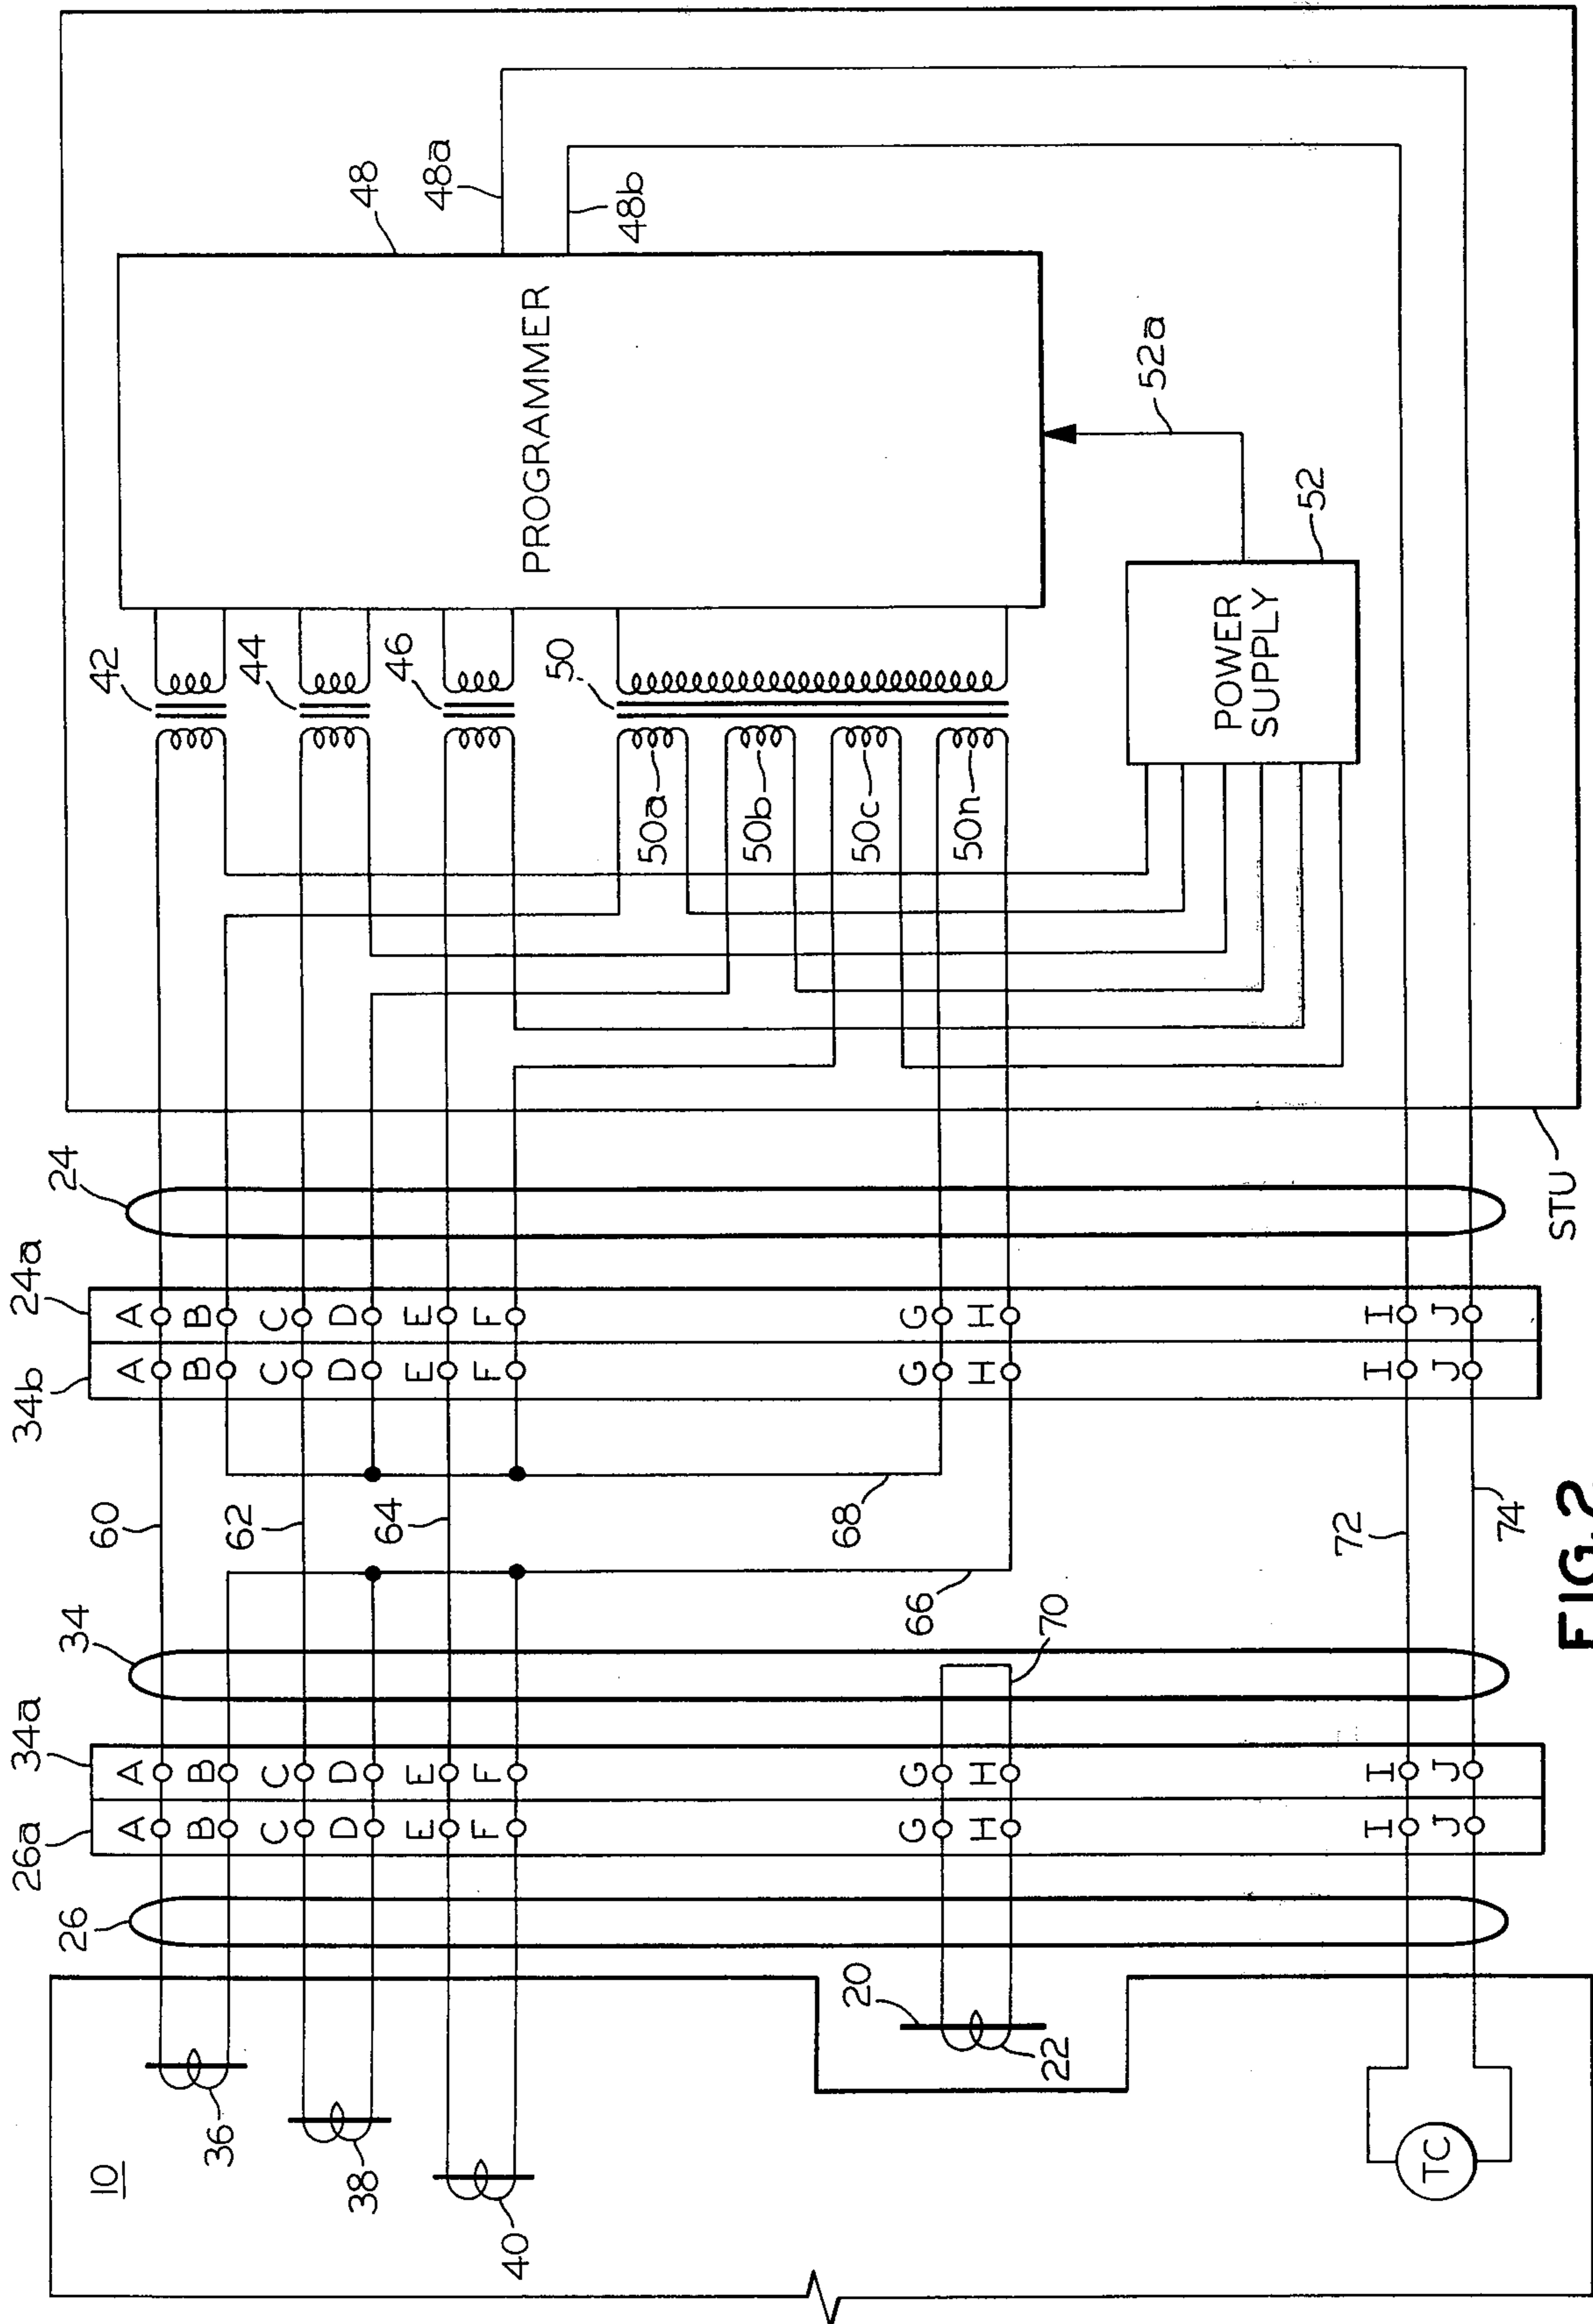 26a
34a
34b
24a
26
34
24
10
36
38
40
20
22
TC
A A
B B
C C
D D
E E
F F
G G
H H
I I
J J
A A
B B
C C
D D
E E
F F
G G
H H
I I
J J
60
62
64
66
68
70
72
74
42
44
46
50
50a
50b
50c
50n
48
48a
48b
PROGRAMMER
52a
52
POWER
SUPPLY
STU
FIG.2